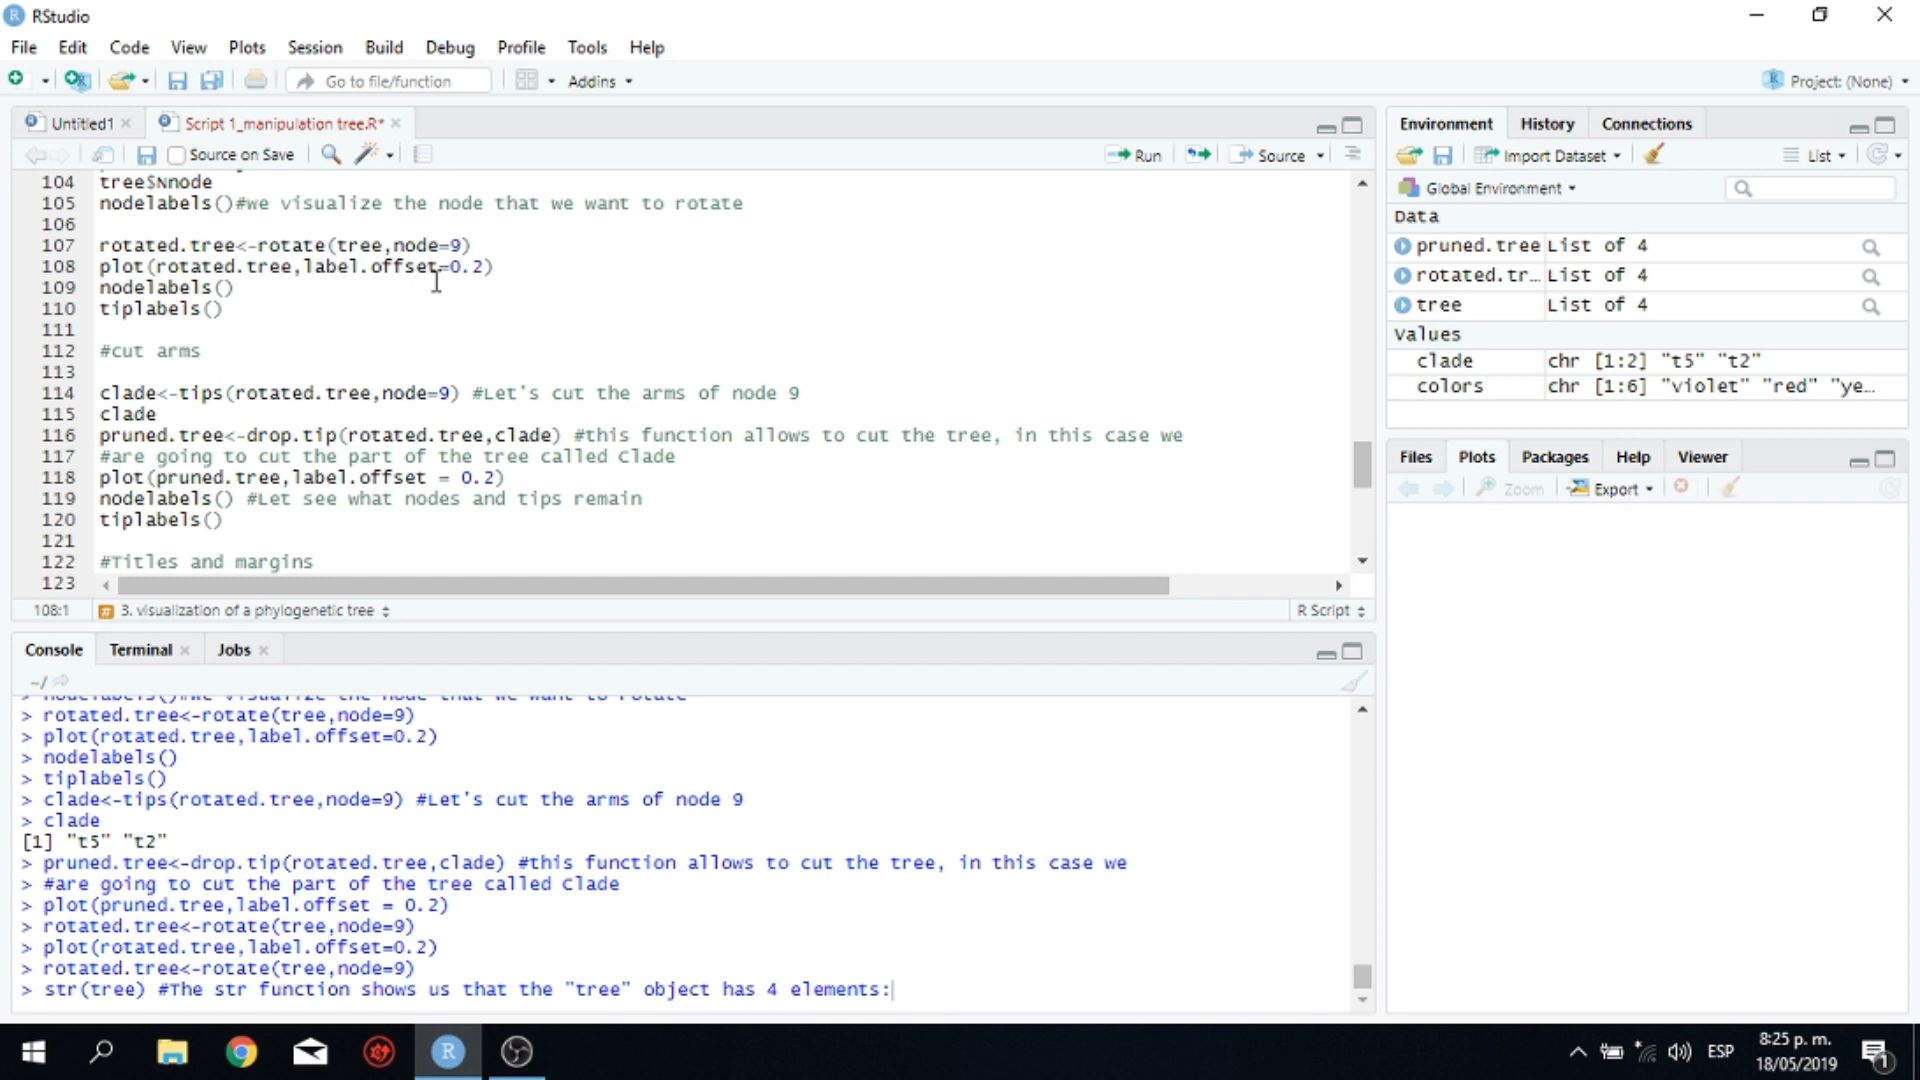 RStudio
File Edit Code View Plots Session Build Debug Profile Tools Help
Go to file/function Addins Project: (None)
Untitled1 Script 1_manipulation tree.R*
Source on Save Run Source
104 tree$Nnode
105 nodelabels()#we visualize the node that we want to rotate
106
107 rotated.tree<-rotate(tree,node=9)
108 plot(rotated.tree,label.offset=0.2)
109 nodelabels()
110 tiplabels()
111
112 #cut arms
113
114 clade<-tips(rotated.tree,node=9) #Let's cut the arms of node 9
115 clade
116 pruned.tree<-drop.tip(rotated.tree,clade) #this function allows to cut the tree, in this case we
117 #are going to cut the part of the tree called Clade
118 plot(pruned.tree,label.offset = 0.2)
119 nodelabels() #Let see what nodes and tips remain
120 tiplabels()
121
122 #Titles and margins
123
108:1 3. visualization of a phylogenetic tree R Script
Console Terminal Jobs
~/
> nodelabels()#we visualize the node that we want to rotate
> rotated.tree<-rotate(tree,node=9)
> plot(rotated.tree,label.offset=0.2)
> nodelabels()
> tiplabels()
> clade<-tips(rotated.tree,node=9) #Let's cut the arms of node 9
> clade
[1] "t5" "t2"
> pruned.tree<-drop.tip(rotated.tree,clade) #this function allows to cut the tree, in this case we
> #are going to cut the part of the tree called Clade
> plot(pruned.tree,label.offset = 0.2)
> rotated.tree<-rotate(tree,node=9)
> plot(rotated.tree,label.offset=0.2)
> rotated.tree<-rotate(tree,node=9)
> str(tree) #The str function shows us that the "tree" object has 4 elements:
Environment History Connections
Import Dataset List
Global Environment
Data
pruned.tree List of 4
rotated.tr… List of 4
tree List of 4
Values
clade chr [1:2] "t5" "t2"
colors chr [1:6] "violet" "red" "ye…
Files Plots Packages Help Viewer
Zoom Export
ESP
8:25 p. m.
18/05/2019
1